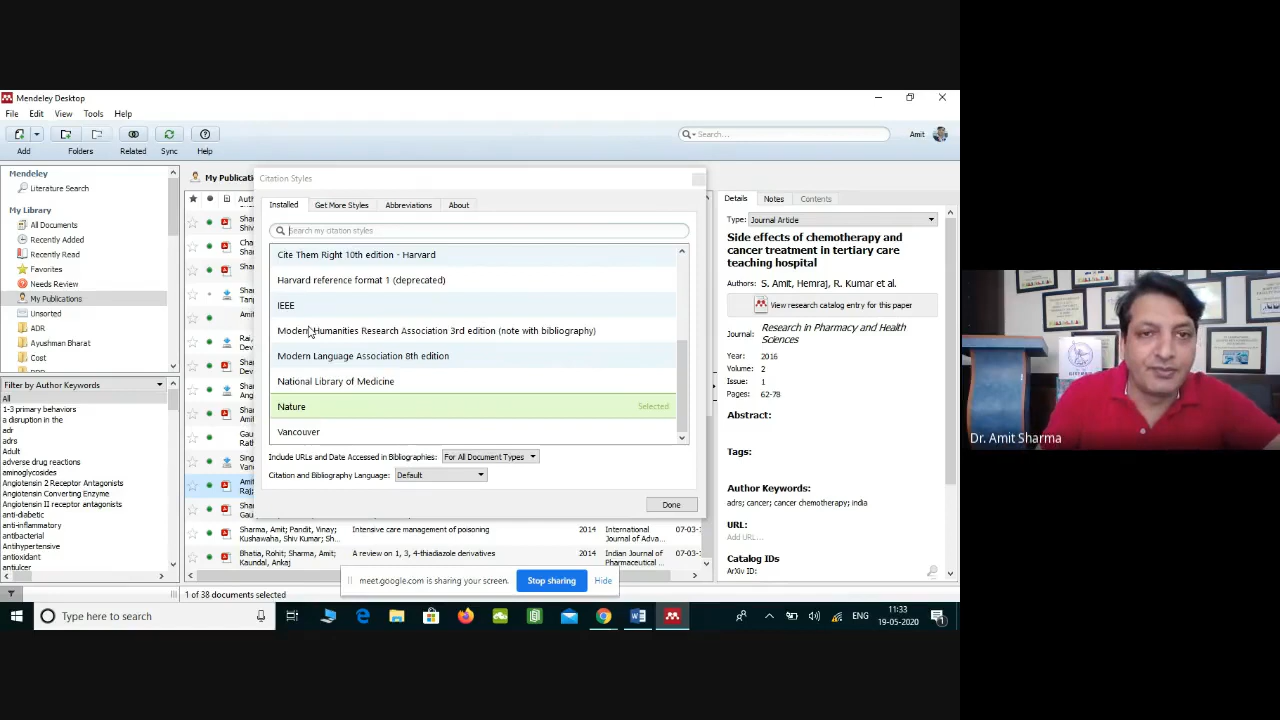 Mendeley Desktop
File Edit View Tools Help
Search... Amit
Add Folders Related Sync Help
Mendeley
Literature Search
My Library
All Documents
Recently Added
Recently Read
Favorites
Needs Review
My Publications
Unsorted
ADR
Ayushman Bharat
Cost
Filter by Author Keywords
All
1-3 primary behaviors
a disruption in the
adr
adrs
Adult
adverse drug reactions
aminoglycosides
Angiotensin 2 Receptor Antagonists
Angiotensin Converting Enzyme
Angiotensin II receptor antagonists
anti-diabetic
anti-inflammatory
antibacterial
Antihypertensive
antioxidant
antiulcer
My Publicati
Citation Styles
Installed Get More Styles Abbreviations About
Search my citation styles
Cite Them Right 10th edition - Harvard
Harvard reference format 1 (deprecated)
IEEE
Modern Humanities Research Association 3rd edition (note with bibliography)
Modern Language Association 8th edition
National Library of Medicine
Nature Selected
Vancouver
Include URLs and Date Accessed in Bibliographies: For All Document Types
Citation and Bibliography Language: Default
Done
Sharma, Amit; Pandit, Vinay; Intensive care management of poisoning 2014 International 07-03-1
Kushawaha, Shiv Kumar; Sh... Journal of Adva...
Bhatia, Rohit; Sharma, Amit; A review on 1, 3, 4-thiadiazole derivatives 2014 Indian Journal of 07-03-1
Kaundal, Ankaj Pharmaceutical ...
meet.google.com is sharing your screen. Stop sharing Hide
1 of 38 documents selected
Details Notes Contents
Type: Journal Article
Side effects of chemotherapy and
cancer treatment in tertiary care
teaching hospital
Authors: S. Amit, Hemraj, R. Kumar et al.
View research catalog entry for this paper
Journal: Research in Pharmacy and Health
Sciences
Year: 2016
Volume: 2
Issue: 1
Pages: 62-78
Abstract:
Tags:
Author Keywords:
adrs; cancer; cancer chemotherapy; india
URL:
Add URL...
Catalog IDs
ArXiv ID:
Type here to search
ENG
11:33
19-05-2020
Dr. Amit Sharma